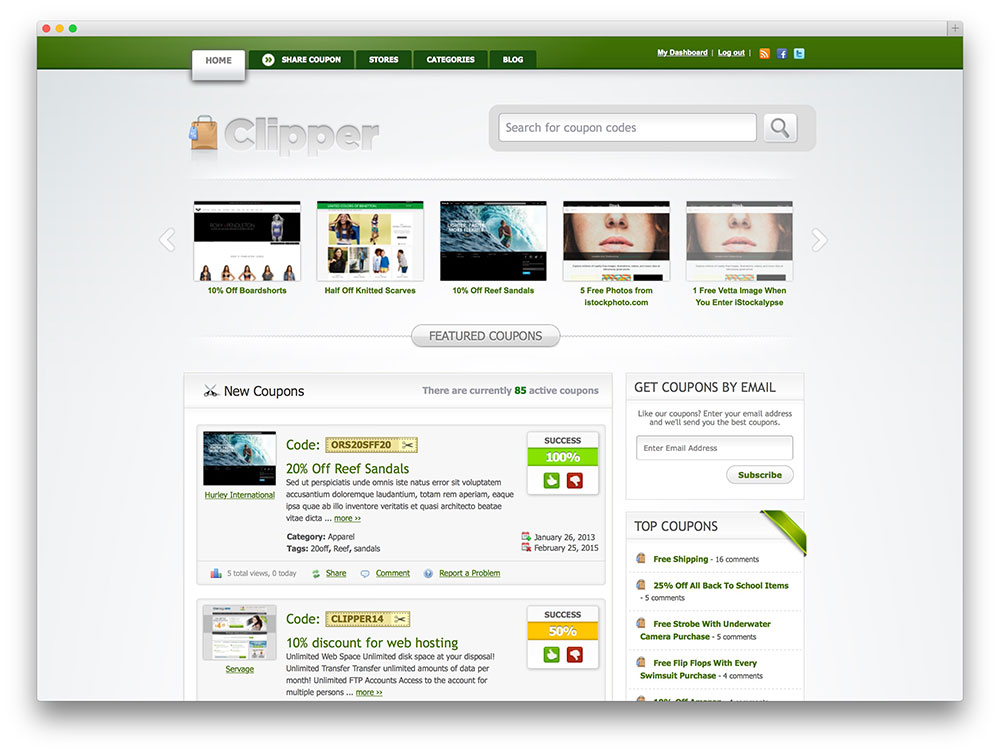 HOME
SHARE COUPON
STORES
CATEGORIES
BLOG
My Dashboard | Log out |
Clipper
Search for coupon codes
10% Off Boardshorts
Half Off Knitted Scarves
10% Off Reef Sandals
5 Free Photos from
istockphoto.com
1 Free Vetta Image When
You Enter iStockalypse
FEATURED COUPONS
New Coupons
There are currently 85 active coupons
Code: ORS20SFF20
20% Off Reef Sandals
Sed ut perspiciatis unde omnis iste natus error sit voluptatem
accusantium doloremque laudantium, totam rem aperiam, eaque
ipsa quae ab illo inventore veritatis et quasi architecto beatae
vitae dicta ... more ››
Hurley International
SUCCESS
100%
Category: Apparel
Tags: 20off, Reef, sandals
January 26, 2013
February 25, 2015
5 total views, 0 today
Share
Comment
Report a Problem
Code: CLIPPER14
10% discount for web hosting
Unlimited Web Space Unlimited disk space at your disposal!
Unlimited Transfer Transfer unlimited amounts of data per
month! Unlimited FTP Accounts Access to the account for
multiple persons ... more ››
Servage
SUCCESS
50%
GET COUPONS BY EMAIL
Like our coupons? Enter your email address
and we'll send you the best coupons.
Enter Email Address
Subscribe
TOP COUPONS
Free Shipping - 16 comments
25% Off All Back To School Items
- 5 comments
Free Strobe With Underwater
Camera Purchase - 5 comments
Free Flip Flops With Every
Swimsuit Purchase - 4 comments